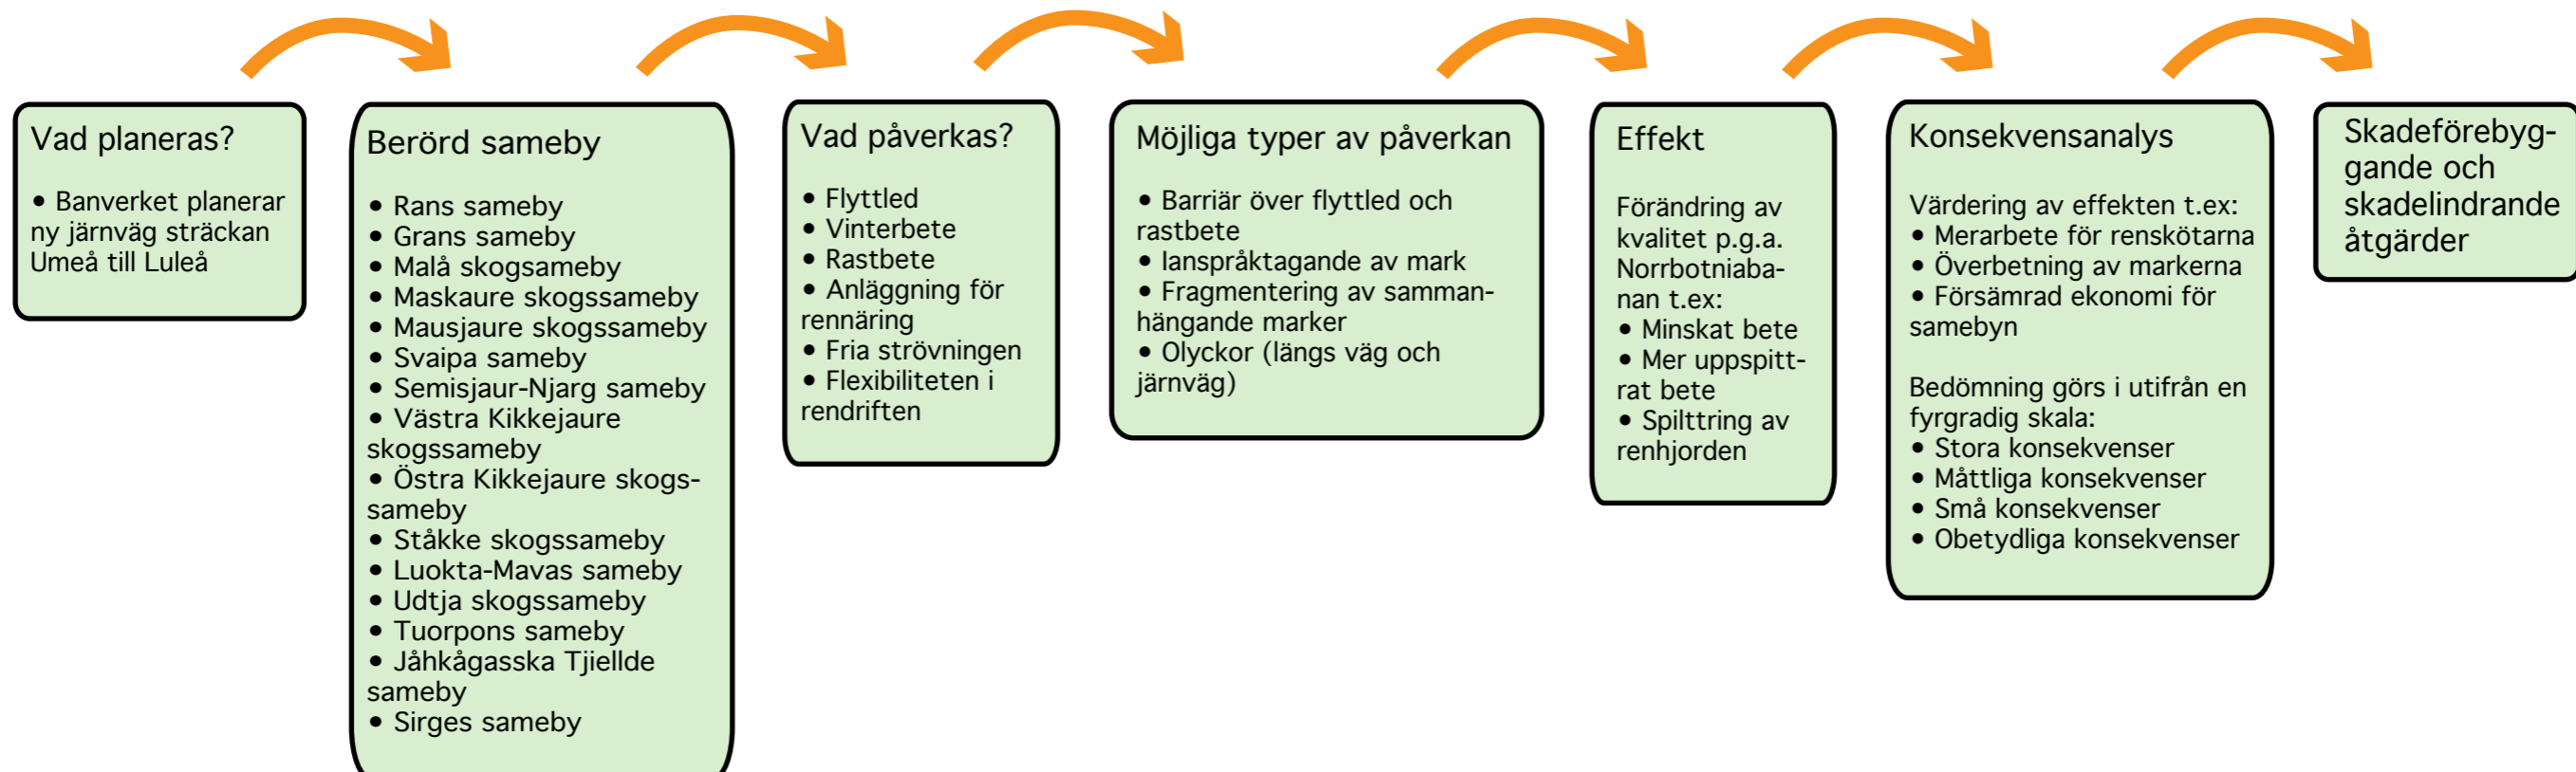 Vad planeras?
• Banverket planerar
ny järnväg sträckan
Umeå till Luleå
Berörd sameby
• Rans sameby
• Grans sameby
• Malå skogsameby
• Maskaure skogssameby
• Mausjaure skogssameby
• Svaipa sameby
• Semisjaur-Njarg sameby
• Västra Kikkejaure
skogssameby
• Östra Kikkejaure skogs-
sameby
• Ståkke skogssameby
• Luokta-Mavas sameby
• Udtja skogssameby
• Tuorpons sameby
• Jåhkågasska Tjiellde
sameby
• Sirges sameby
Vad påverkas?
• Flyttled
• Vinterbete
• Rastbete
• Anläggning för
rennäring
• Fria strövningen
• Flexibiliteten i
rendriften
Möjliga typer av påverkan
• Barriär över flyttled och
rastbete
• Ianspråktagande av mark
• Fragmentering av samman-
hängande marker
• Olyckor (längs väg och
järnväg)
Effekt
Förändring av
kvalitet p.g.a.
Norrbotniaba-
nan t.ex:
• Minskat bete
• Mer uppspitt-
rat bete
• Spilttring av
renhjorden
Konsekvensanalys
Värdering av effekten t.ex:
• Merarbete för renskötarna
• Överbetning av markerna
• Försämrad ekonomi för
samebyn
Bedömning görs i utifrån en
fyrgradig skala:
• Stora konsekvenser
• Måttliga konsekvenser
• Små konsekvenser
• Obetydliga konsekvenser
Skadeförebyg-
gande och
skadelindrande
åtgärder